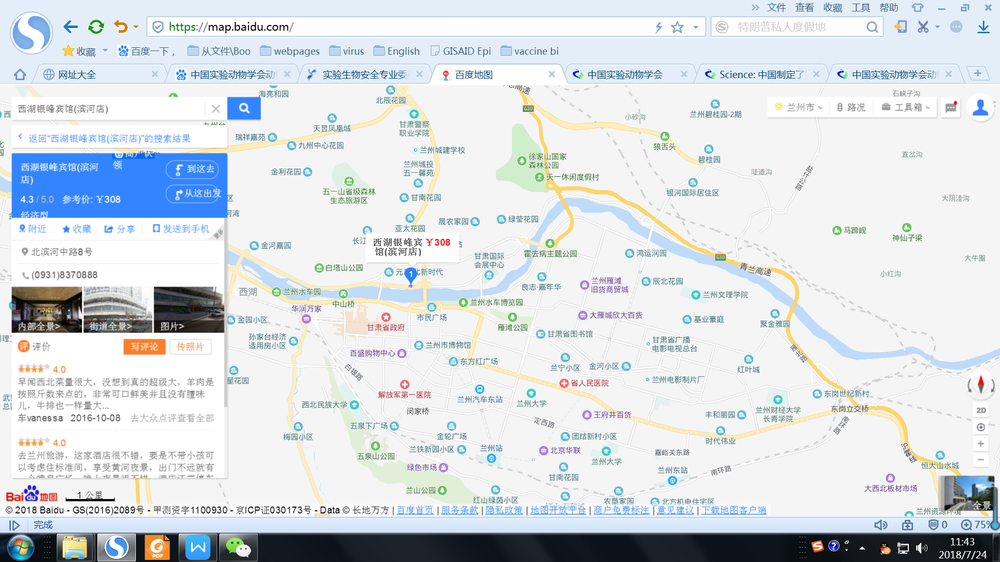 文件 查看 收藏 工具 帮助
https://map.baidu.com/
特朗普私人度假地
收藏 百度一下， 从文件\Boo webpages virus English GISAID Epi vaccine bi
网址大全 中国实验动物学会动 实验生物安全专业委 百度地图 中国实验动物学会 Science: 中国制定了 中国实验动物学会动
西湖银峰宾馆(滨河店)
兰州市 路况 工具箱
返回“西湖银峰宾馆(滨河店)”的搜索结果
西湖银峰宾馆(滨河
店)
领
到这去
4.3 / 5.0 参考价: ￥308
从这出发
经济型
附近 收藏 分享 发送到手机
更多
北滨河中路8号
(0931)8370888
内部全景> 街道全景> 图片>
评 评价 写评论 传照片
4.0
早闻西北菜量很大，没想到真的超级大，羊肉是
按照斤数来点的，非常可口鲜美并且没有膻味
儿，牛排也一样量大...
车vanessa 2016-10-08 去大众点评查看全部
4.0
去兰州旅游，这家酒店很不错，要是不带小孩可
以考虑住标准间，享受黄河夜景，出门不远就有
海亮和园
北辰花园
G30
石峡子沟
兰州碧桂园-2期
小砂沟
天昱凤凰城
甘肃警察
职业学院
瑞祥嘉苑
九州中心花园
兰州城建学校
狼舌头
碧桂园
直岔沟
徐家山国家
森林公园
天一休闲度假村
金利花园
兰州城投
五一馨苑
陡道沟
盐什公路
五一山省级森林
生态旅游区
甘南花园
银河国际居住区
大阴洼沟
亚太花园
晟农家园
绿莹花园
马蹄岘
神仙子梁
金河嘉园
西湖银峰宾 ￥308
馆(滨河店)
霍去病主题公园
鸿运润园
G30
青兰高速
大牛圈
小红沟
甘肃国际
会展中心
白塔山公园
1
良志·嘉年华
兰州雁滩
旧货商贸城
辰北花园
兰州文理学院
西湖
兰州水车园
中山桥
兰州水车博览园
华润万家
市民广场
大雁城欣大百货
基业豪庭
聚金雅园
金园小区
甘肃省政府
雁滩公园
甘肃省图书馆
孙家台经济
适用房小区
兰州市博物馆
甘肃省广播
电影电视总台
雁北路
百盛购物中心
东方红广场
兰宁小区
金河小区
红叶城
白银路
星花园
解放军第一医院
兰州汽车东站
省人民医院
兰州电影制片厂
东岗世纪新村
西北民族大学
闵家桥
兰州大学
王府井百货
丰和丽园
兰州财经大学
长青学院
东岗立交桥
定西路
五泉下广场
金轮广场
团结新村小区
时代伟业
南环路
梅园小区
兰铁新园小区
兰州站
北京华联
兰州大学
嘉峪关东路
沪霍线
五泉山公园
绿色市场
甘南花园
兰州东站
南环路
恒大山水城
兰山公园
红山绿茵小区
农垦家园
北方机电住宅区
大西北板材市场
2D
全景
1 公里
Bai du 地图
© 2018 Baidu - GS(2016)2089号 - 甲测资字1100930 - 京ICP证030173号 - Data © 长地万方 | 百度首页 | 服务条款 | 隐私政策 | 地图开放平台 | 商户免费标注 | 意见建议 | 下载地图客户端
完成
0
75%
PDF
11:43
2018/7/24